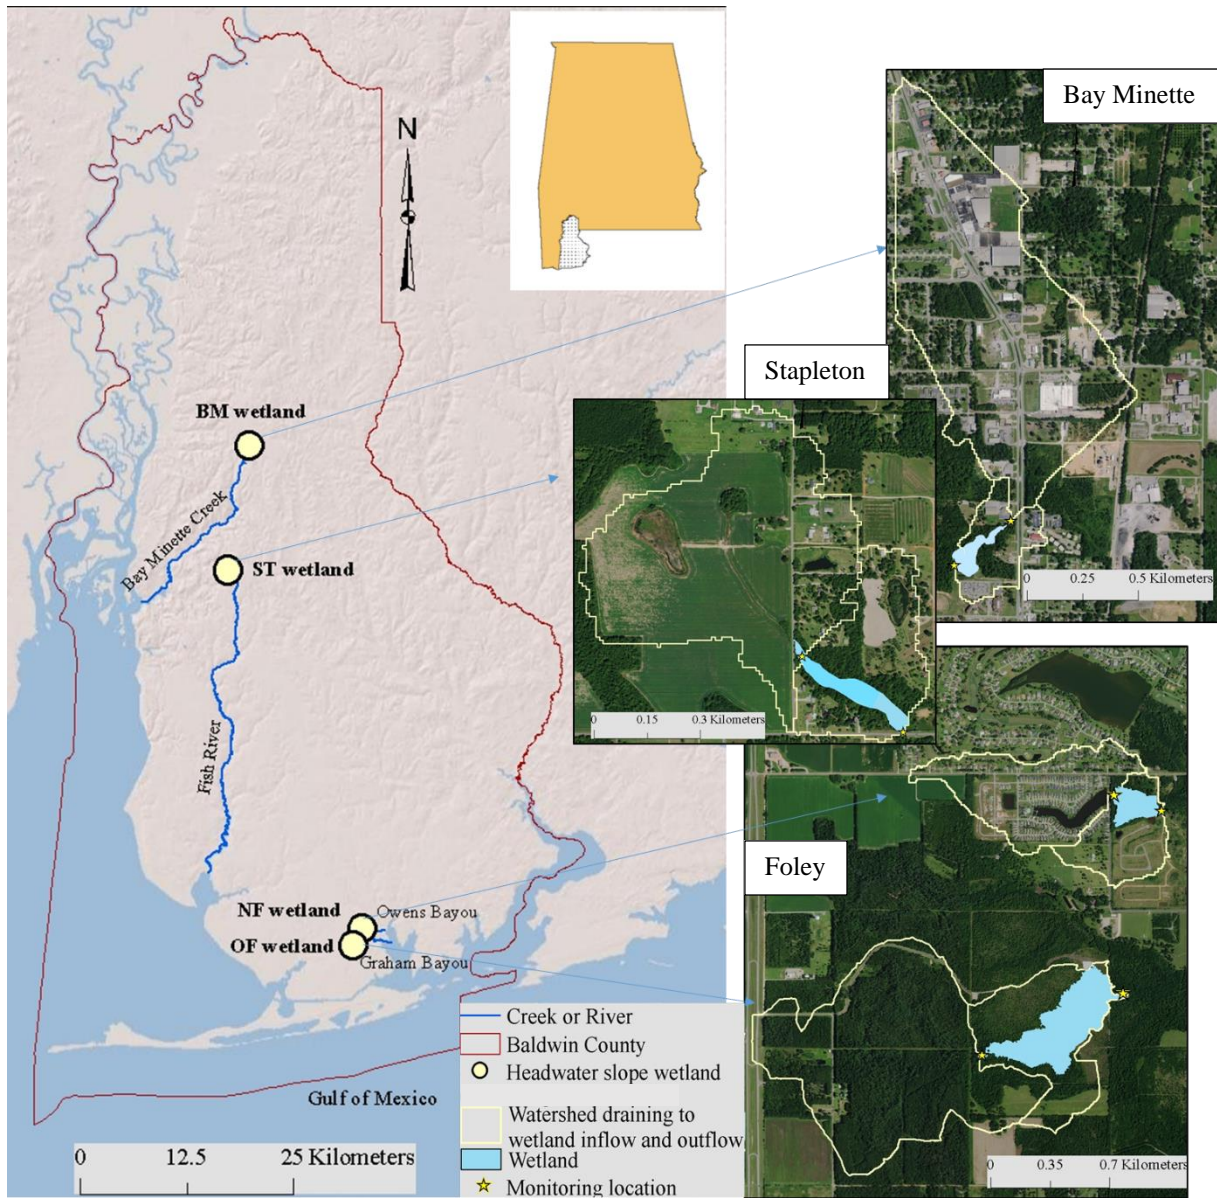 N
Bay Minette
Stapleton
BM wetland
Bay Minette Creek
ST wetland
Fish River
0 0.25 0.5 Kilometers
0 0.15 0.3 Kilometers
Foley
NF wetland
Owens Bayou
OF wetland
Graham Bayou
Creek or River
Baldwin County
Headwater slope wetland
Gulf of Mexico
Watershed draining to
wetland inflow and outflow
Wetland
Monitoring location
0 12.5 25 Kilometers
0 0.35 0.7 Kilometers